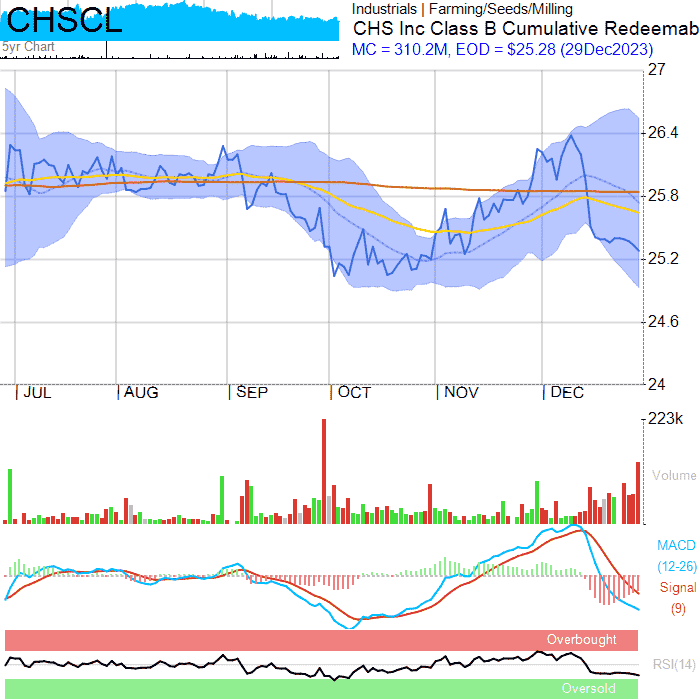 CHSCL
5yr Chart
Industrials | Farming/Seeds/Milling
CHS Inc Class B Cumulative Redeemab
MC = 310.2M, EOD = $25.28 (29Dec2023)
27
26.4
25.8
25.2
24.6
24
| JUL | AUG | SEP | OCT | NOV | DEC
223k
Volume
MACD
(12-26)
Signal
(9)
Overbought
RSI(14)
Oversold